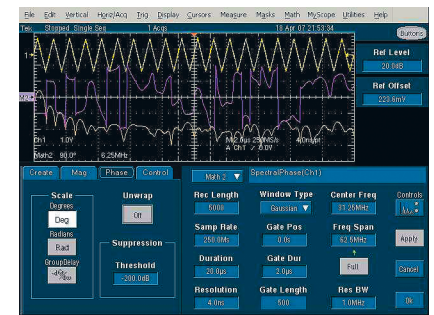 File Edit Vertical Horiz/Acq Trig Display Cursors Measure Masks Math MyScope Utilities Help
Tek Stopped Single Seq 1 Acqs 18 Apr 07 21:53:34 Buttons
Ref Level
20.0dB
Ref Offset
223.6mV
Ch1 1.0V M 2.0µs 250MS/s 4.0ns/pt
A Ch1
Math2 90.0° 6.25MHz
Create Mag Phase Control Math 2 SpectralPhase(Ch1)
Scale Unwrap Rec Length Window Type Center Freq Controls
Degrees
Deg Off 5000 Gaussian 31.25MHz
Radians
Rad Suppression Samp Rate Gate Pos Freq Span Apply
250.0Ms 0.0s 62.5MHz
GroupDelay
Threshold Duration Gate Dur Full Cancel
-200.0dB 20.0µs 2.0µs
Resolution Gate Length Res BW
4.0ns 500 1.0MHz Ok